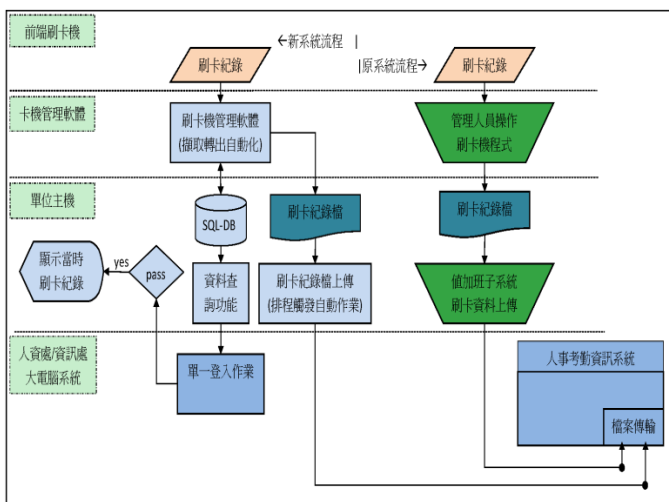 前端刷卡機
←新系統流程
原系統流程→
刷卡紀錄
刷卡紀錄
卡機管理軟體
刷卡機管理軟體
(擷取轉出自動化)
管理人員操作
刷卡機程式
單位主機
SQL-DB
刷卡紀錄檔
刷卡紀錄檔
顯示當時
刷卡紀錄
yes
pass
資料查
詢功能
刷卡紀錄檔上傳
(排程觸發自動作業)
值加班子系統
刷卡資料上傳
人資處/資訊處
大電腦系統
單一登入作業
人事考勤資訊系統
檔案傳輸